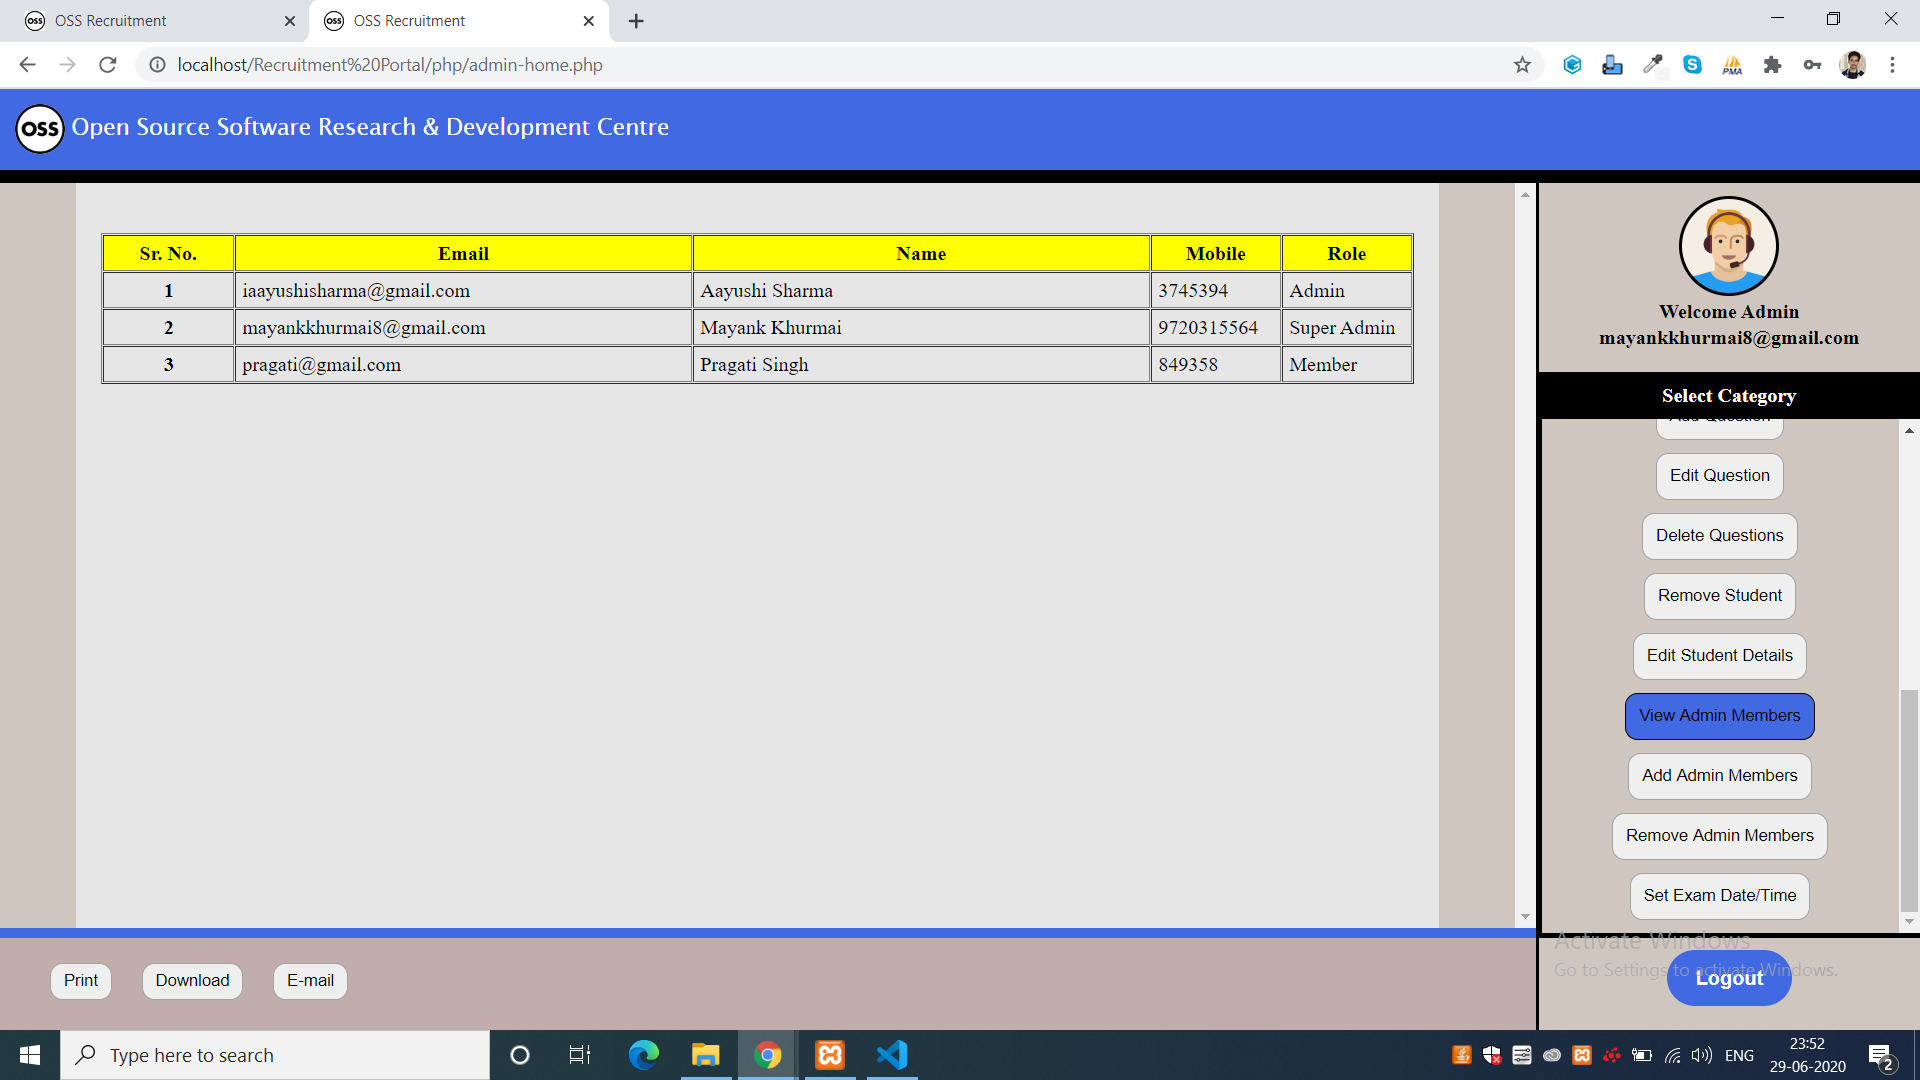 OSS Recruitment
OSS Recruitment
localhost/Recruitment%20Portal/php/admin-home.php
PMA
OSS Open Source Software Research & Development Centre
Sr. No. Email Name Mobile Role
1 iaayushisharma@gmail.com Aayushi Sharma 3745394 Admin
2 mayankkhurmai8@gmail.com Mayank Khurmai 9720315564 Super Admin
3 pragati@gmail.com Pragati Singh 849358 Member
Welcome Admin
mayankkhurmai8@gmail.com
Select Category
Add Question
Edit Question
Delete Questions
Remove Student
Edit Student Details
View Admin Members
Add Admin Members
Remove Admin Members
Set Exam Date/Time
Activate Windows
Go to Settings to activate Windows.
Logout
Print Download E-mail
Type here to search
ENG
23:52
29-06-2020
2